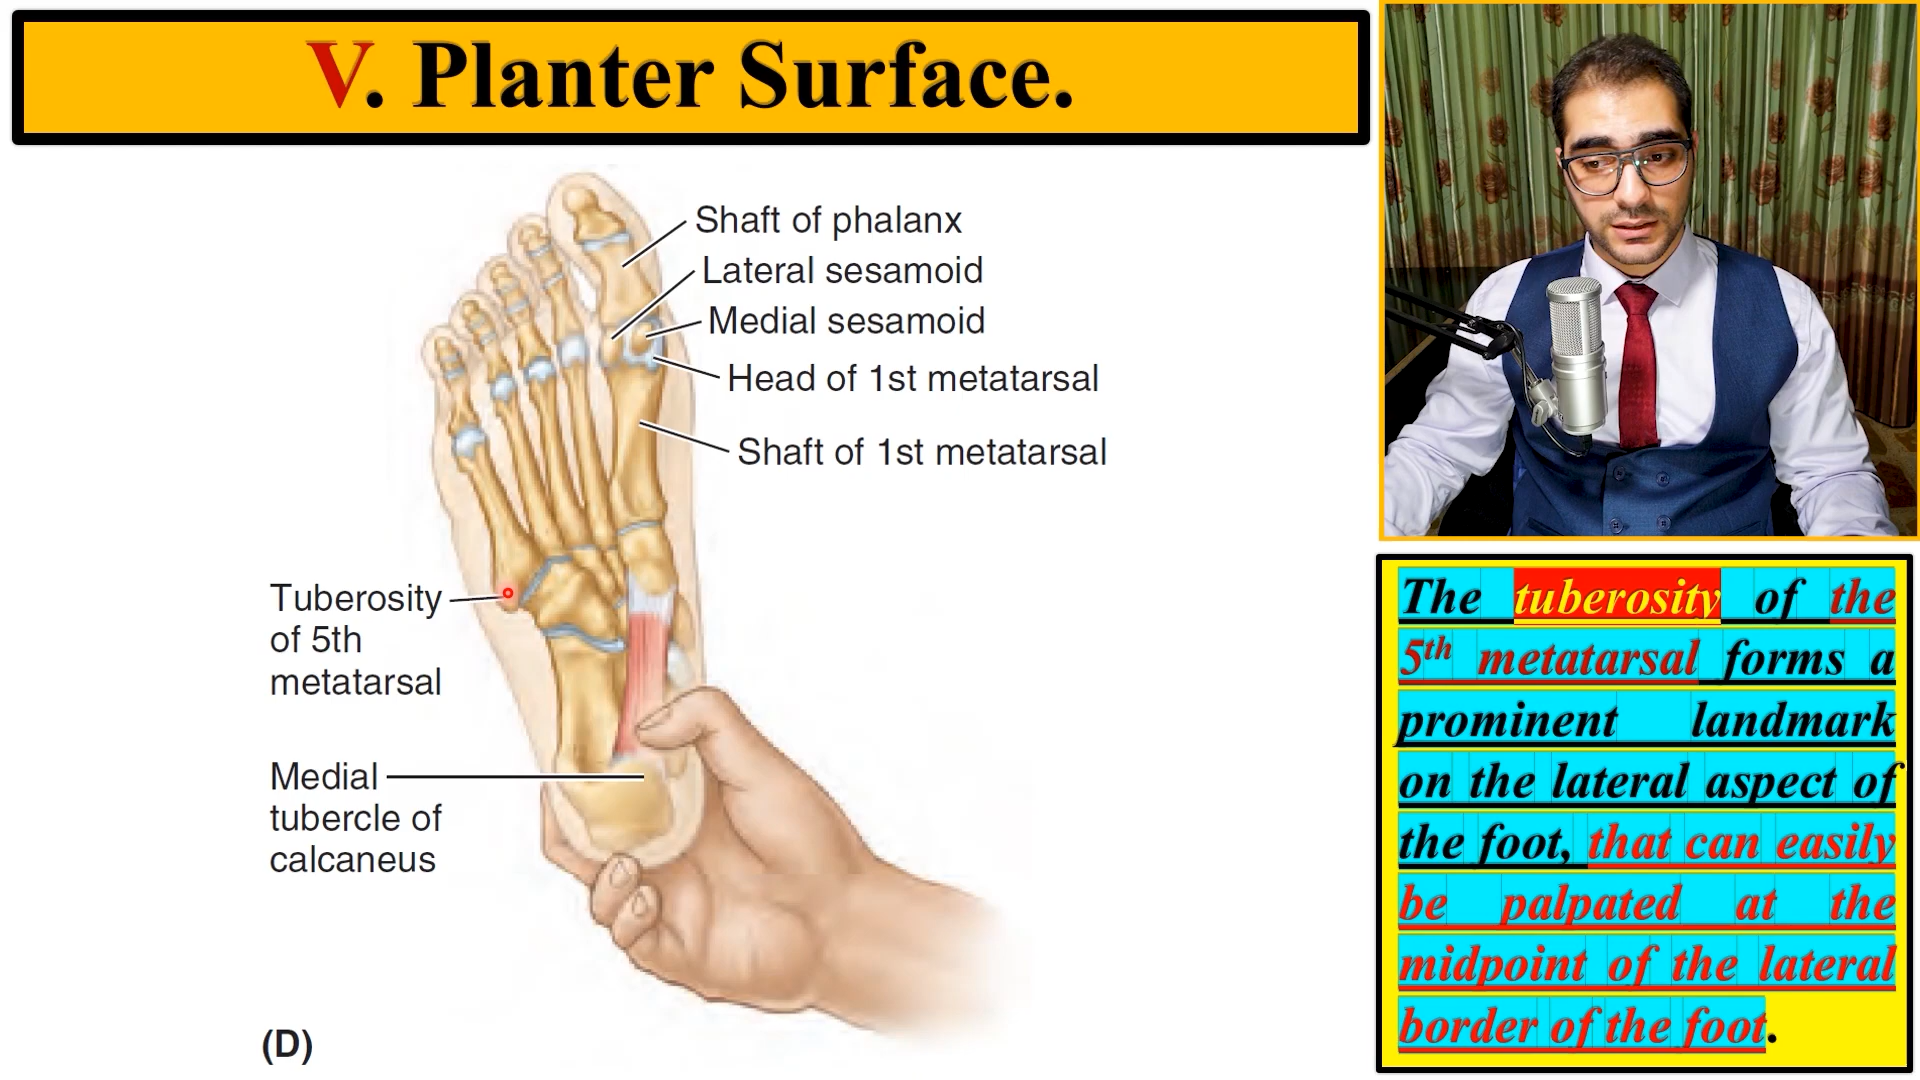 V. Planter Surface.
Shaft of phalanx
Lateral sesamoid
Medial sesamoid
Head of 1st metatarsal
Shaft of 1st metatarsal
Tuberosity
of 5th
metatarsal
Medial
tubercle of
calcaneus
(D)
The tuberosity of the
5th metatarsal forms a
prominent landmark
on the lateral aspect of
the foot, that can easily
be palpated at the
midpoint of the lateral
border of the foot.